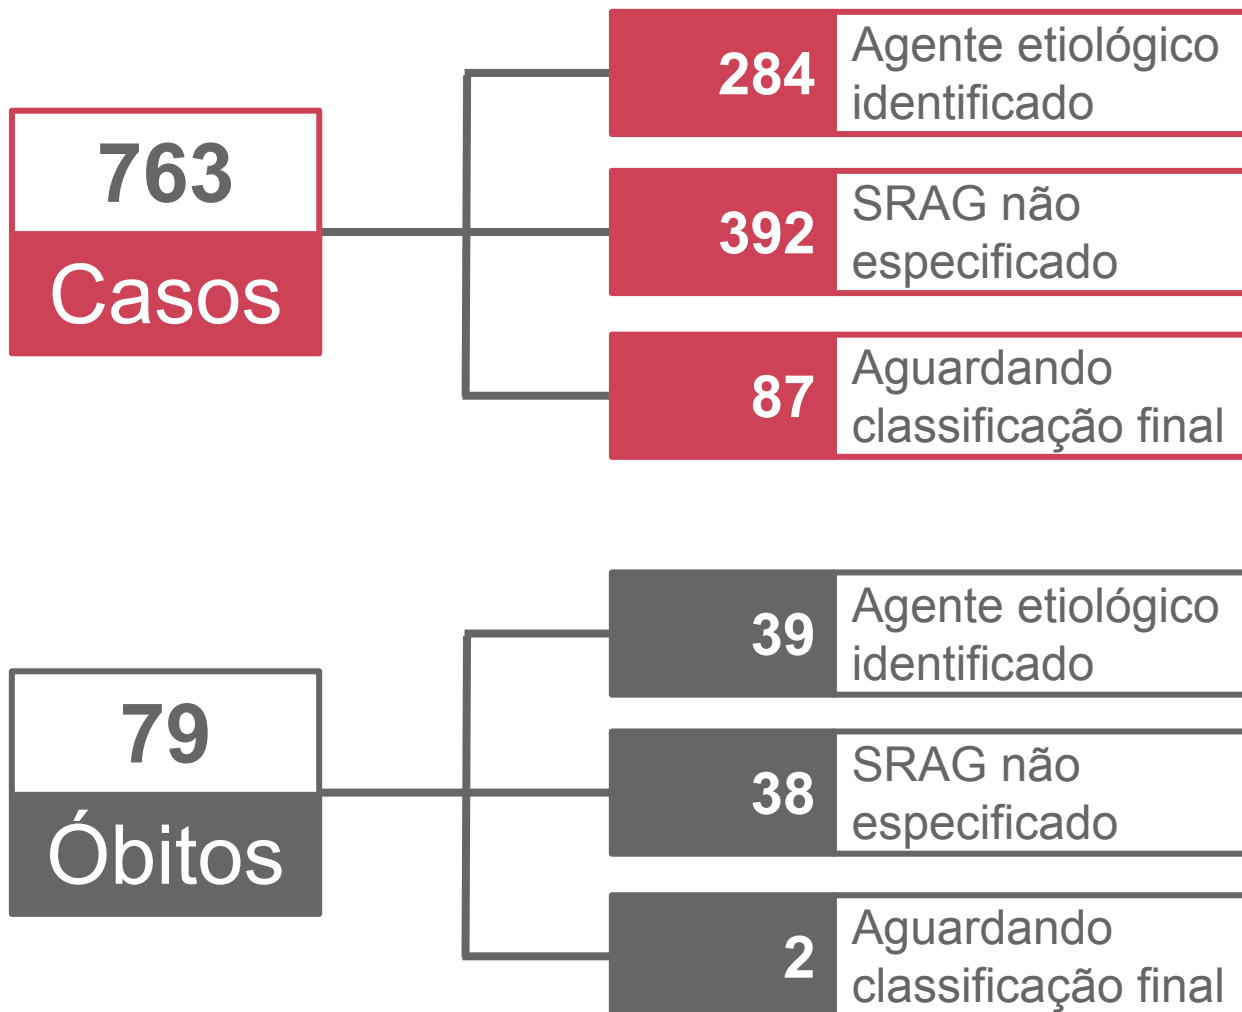 763
Casos
284
Agente etiológico
identificado
392
SRAG não
especificado
87
Aguardando
classificação final
79
Óbitos
39
Agente etiológico
identificado
38
SRAG não
especificado
2
Aguardando
classificação final